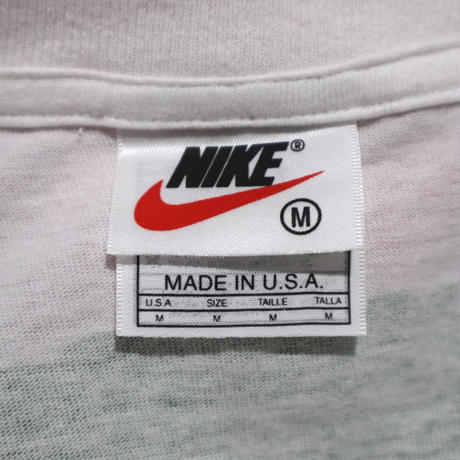 NIKE®
M
MADE IN U.S.A.
U.S.A SIZE TAILLE TALLA
M M M M